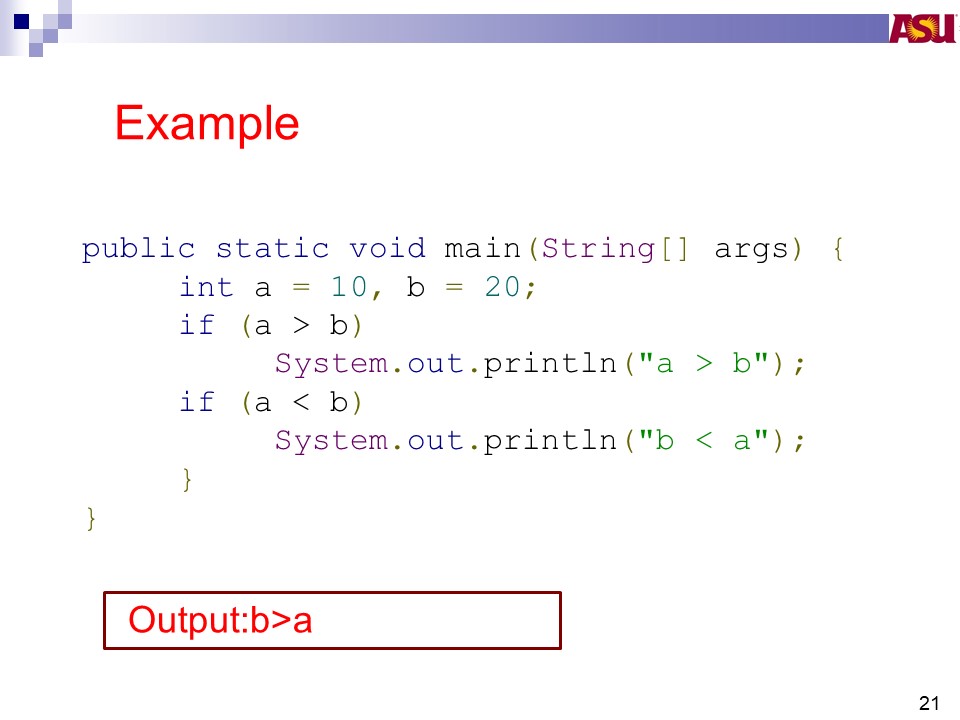 ASU
Example
public static void main(String[] args) {
     int a = 10, b = 20;
     if (a > b)
          System.out.println("a > b");
     if (a < b)
          System.out.println("b < a");
     }
}
Output:b>a
21